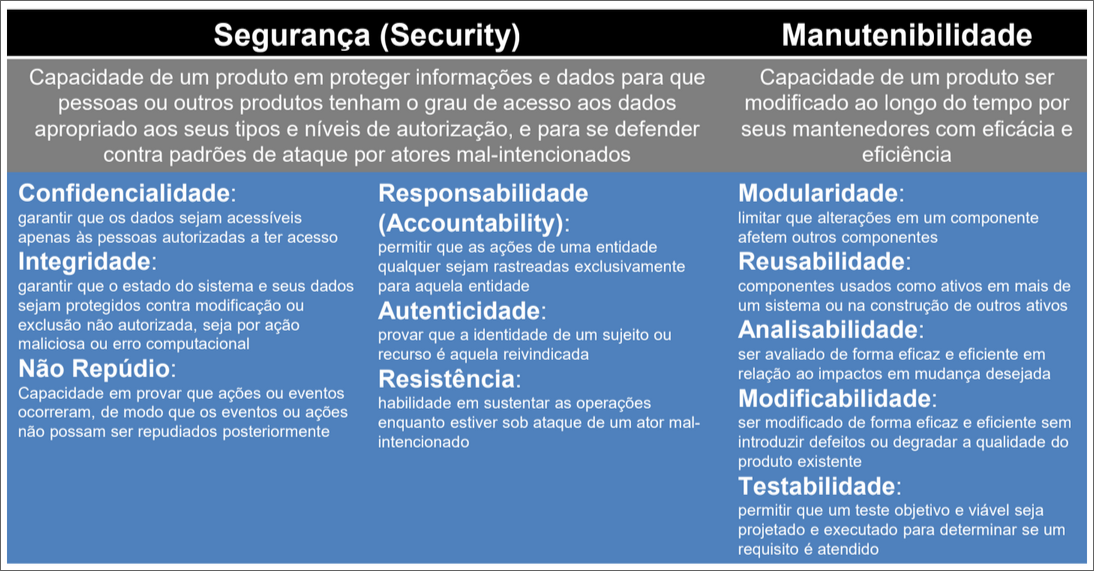 Segurança (Security)
Capacidade de um produto em proteger informações e dados para que
pessoas ou outros produtos tenham o grau de acesso aos dados
apropriado aos seus tipos e níveis de autorização, e para se defender
contra padrões de ataque por atores mal-intencionados
Confidencialidade:
garantir que os dados sejam acessíveis
apenas às pessoas autorizadas a ter acesso
Integridade:
garantir que o estado do sistema e seus dados
sejam protegidos contra modificação ou
exclusão não autorizada, seja por ação
maliciosa ou erro computacional
Não Repúdio:
Capacidade em provar que ações ou eventos
ocorreram, de modo que os eventos ou ações
não possam ser repudiados posteriormente
Responsabilidade
(Accountability):
permitir que as ações de uma entidade
qualquer sejam rastreadas exclusivamente
para aquela entidade
Autenticidade:
provar que a identidade de um sujeito ou
recurso é aquela reivindicada
Resistência:
habilidade em sustentar as operações
enquanto estiver sob ataque de um ator mal-
intencionado
Manutenibilidade
Capacidade de um produto ser
modificado ao longo do tempo por
seus mantenedores com eficácia e
eficiência
Modularidade:
limitar que alterações em um componente
afetem outros componentes
Reusabilidade:
componentes usados como ativos em mais de
um sistema ou na construção de outros ativos
Analisabilidade:
ser avaliado de forma eficaz e eficiente em
relação ao impactos em mudança desejada
Modificabilidade:
ser modificado de forma eficaz e eficiente sem
introduzir defeitos ou degradar a qualidade do
produto existente
Testabilidade:
permitir que um teste objetivo e viável seja
projetado e executado para determinar se um
requisito é atendido